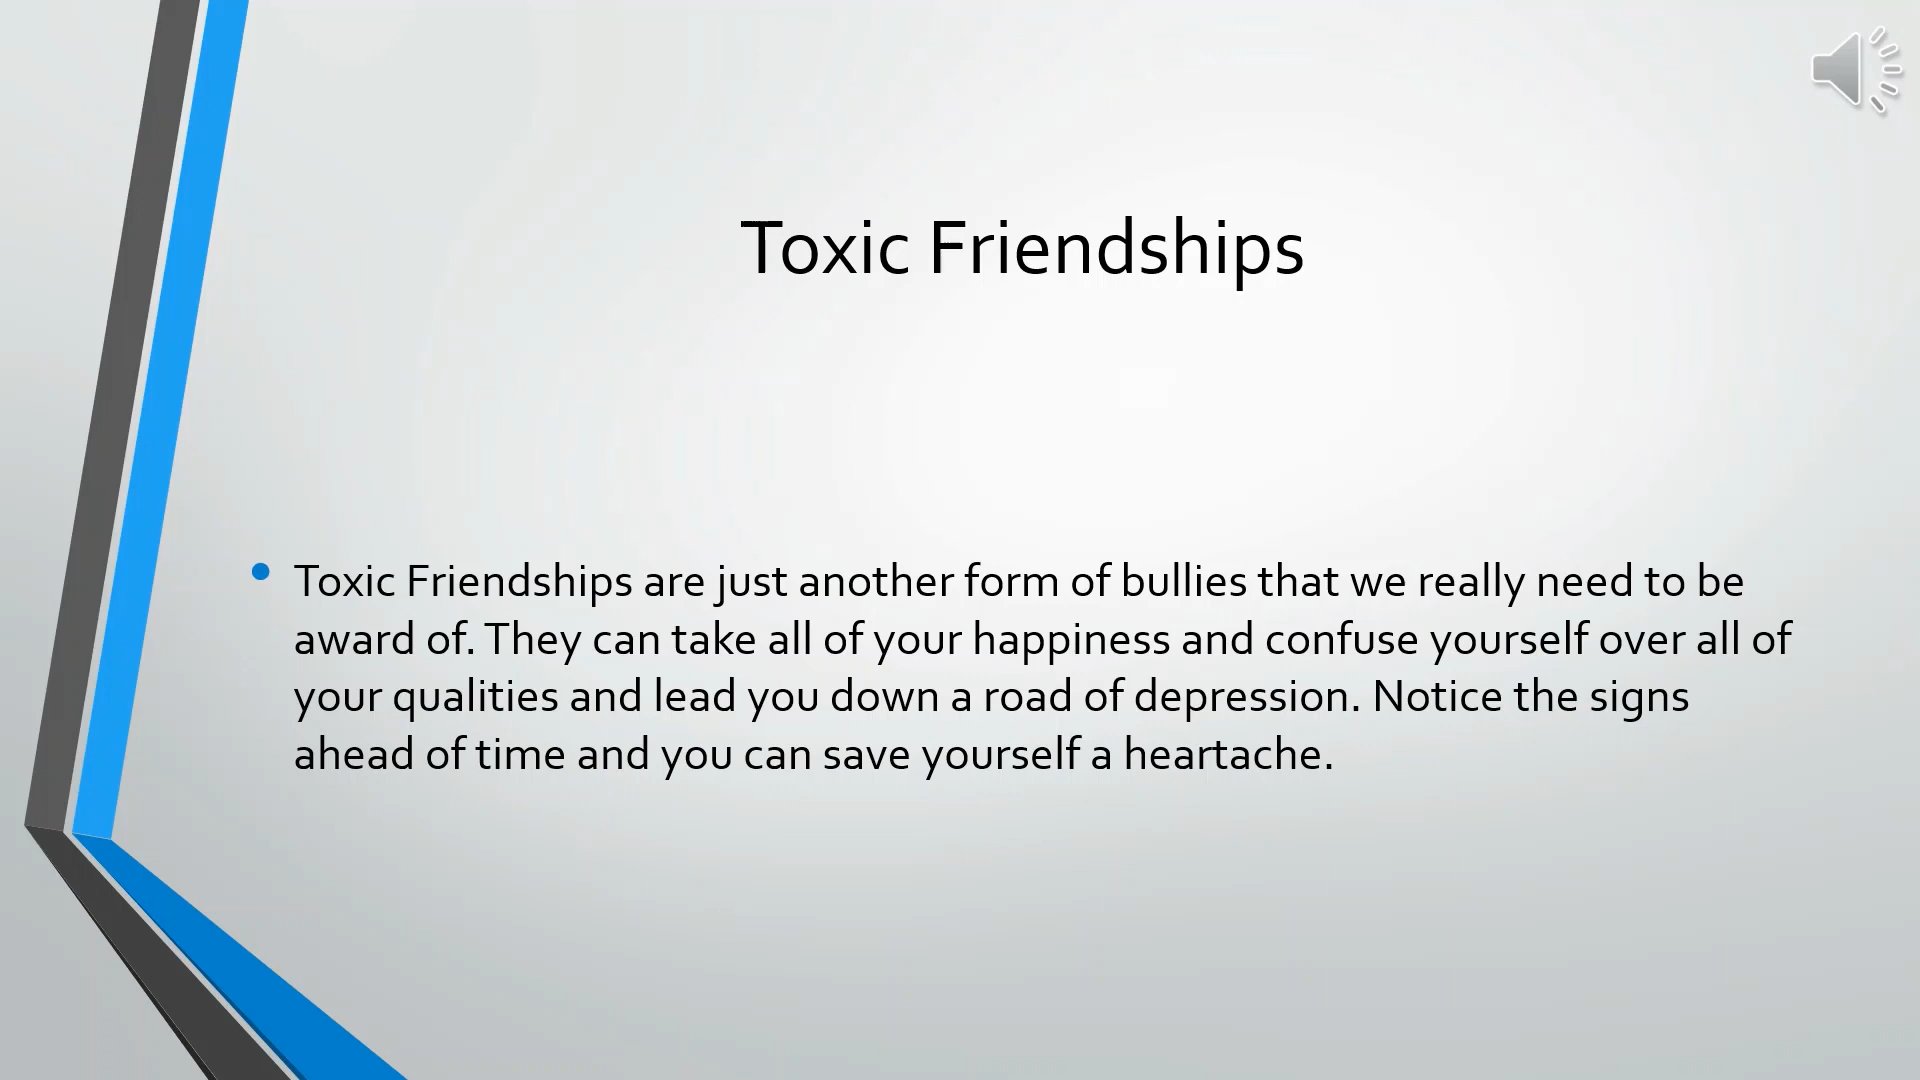 Toxic Friendships
• Toxic Friendships are just another form of bullies that we really need to be
award of. They can take all of your happiness and confuse yourself over all of
your qualities and lead you down a road of depression. Notice the signs
ahead of time and you can save yourself a heartache.